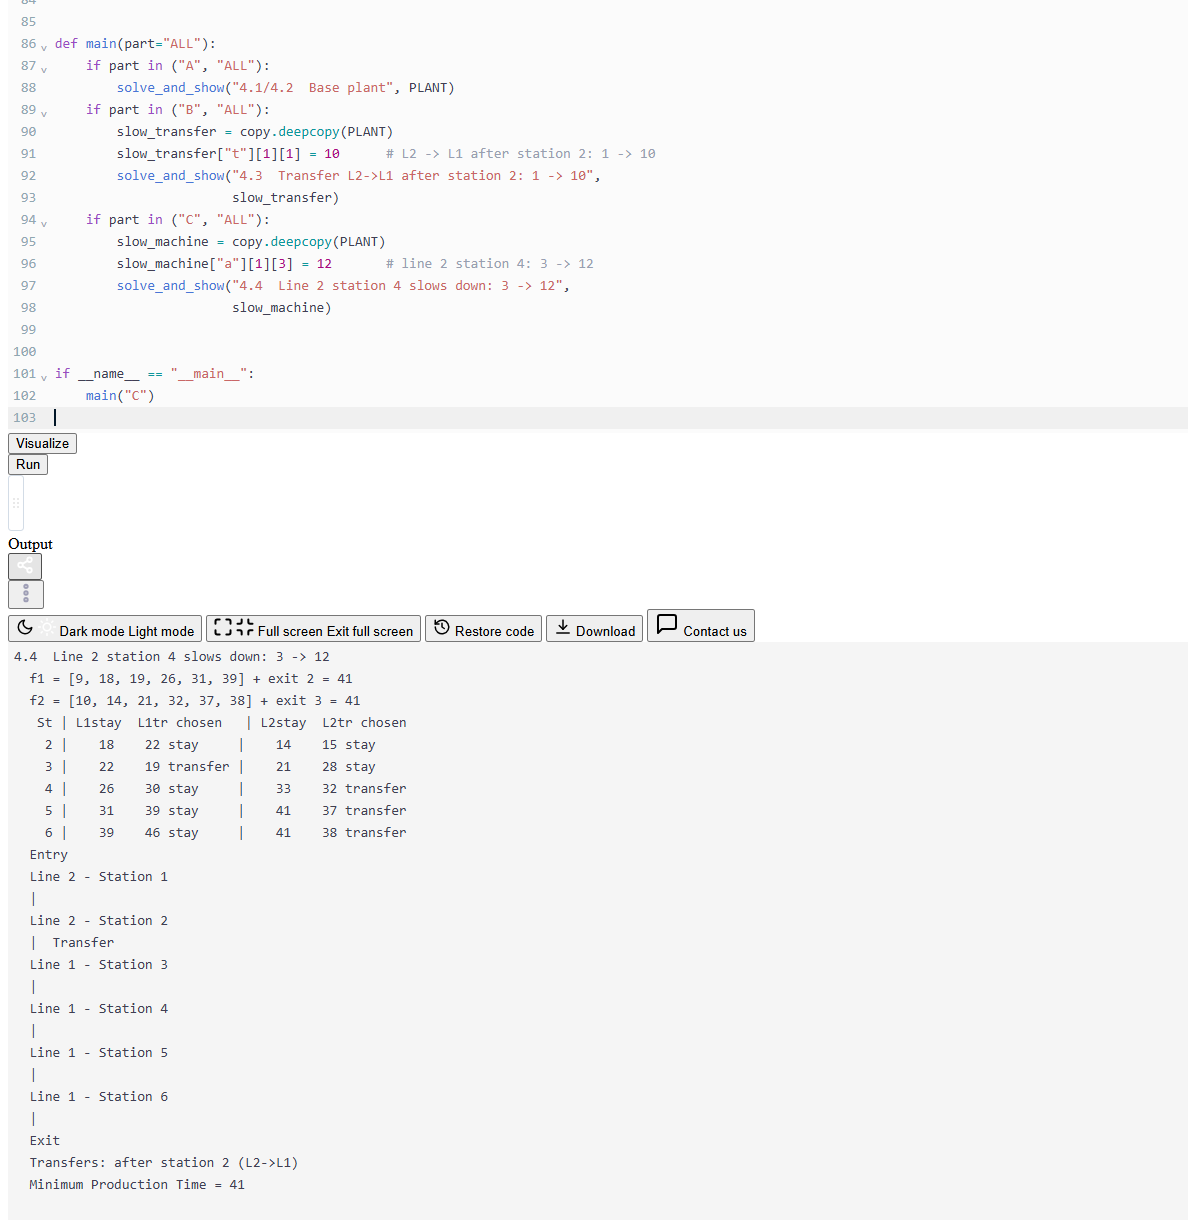 84
85
86 def main(part="ALL"):
87     if part in ("A", "ALL"):
88         solve_and_show("4.1/4.2  Base plant", PLANT)
89     if part in ("B", "ALL"):
90         slow_transfer = copy.deepcopy(PLANT)
91         slow_transfer["t"][1][1] = 10      # L2 -> L1 after station 2: 1 -> 10
92         solve_and_show("4.3  Transfer L2->L1 after station 2: 1 -> 10",
93                        slow_transfer)
94     if part in ("C", "ALL"):
95         slow_machine = copy.deepcopy(PLANT)
96         slow_machine["a"][1][3] = 12       # line 2 station 4: 3 -> 12
97         solve_and_show("4.4  Line 2 station 4 slows down: 3 -> 12",
98                        slow_machine)
99
100
101 if __name__ == "__main__":
102     main("C")
103
Visualize
Run
Output
Dark mode Light mode Full screen Exit full screen Restore code Download Contact us
4.4  Line 2 station 4 slows down: 3 -> 12
  f1 = [9, 18, 19, 26, 31, 39] + exit 2 = 41
  f2 = [10, 14, 21, 32, 37, 38] + exit 3 = 41
   St | L1stay  L1tr chosen   | L2stay  L2tr chosen
    2 |    18    22 stay     |    14    15 stay
    3 |    22    19 transfer |    21    28 stay
    4 |    26    30 stay     |    33    32 transfer
    5 |    31    39 stay     |    41    37 transfer
    6 |    39    46 stay     |    41    38 transfer
  Entry
  Line 2 - Station 1
  |
  Line 2 - Station 2
  |  Transfer
  Line 1 - Station 3
  |
  Line 1 - Station 4
  |
  Line 1 - Station 5
  |
  Line 1 - Station 6
  |
  Exit
  Transfers: after station 2 (L2->L1)
  Minimum Production Time = 41